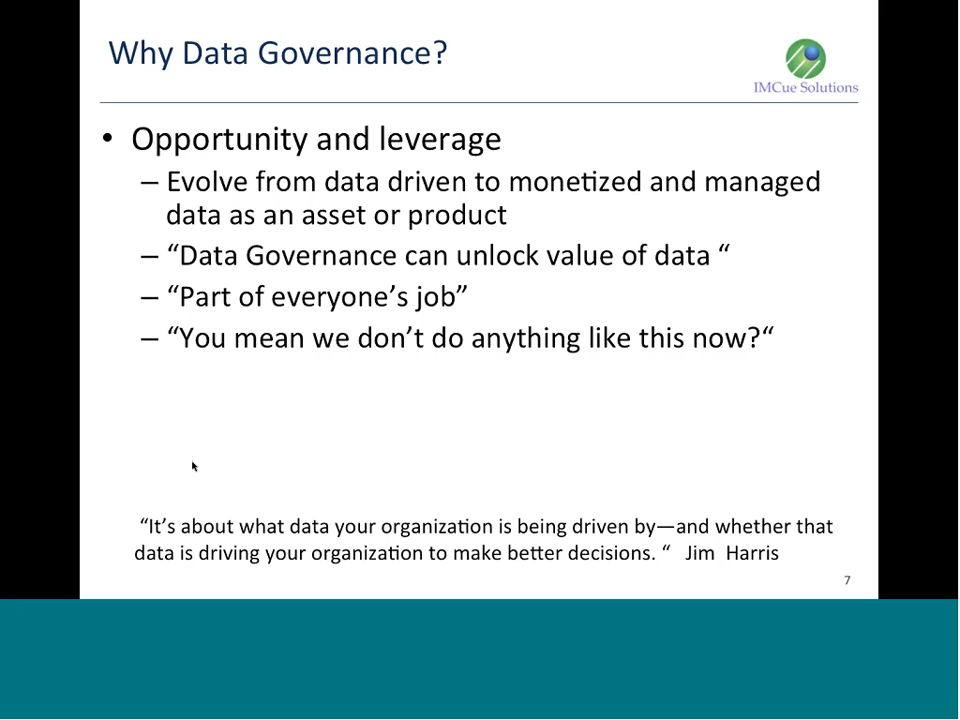 Why Data Governance?
IMCue Solutions
• Opportunity and leverage
– Evolve from data driven to monetized and managed
data as an asset or product
– “Data Governance can unlock value of data “
– “Part of everyone’s job”
– “You mean we don’t do anything like this now?“
“It’s about what data your organization is being driven by—and whether that
data is driving your organization to make better decisions. “ Jim Harris
7